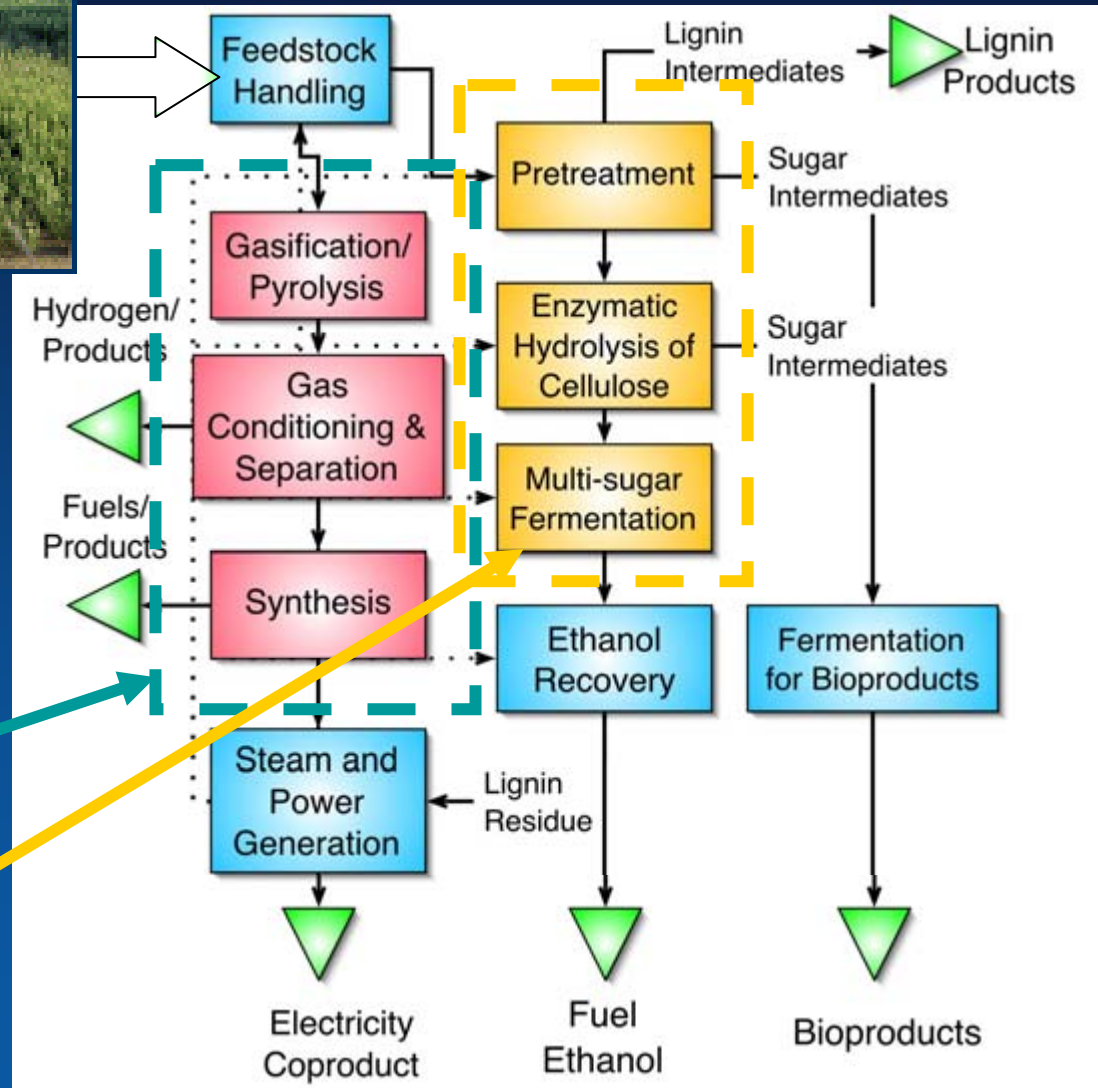 Feedstock
Handling
Lignin
Intermediates
Lignin
Products
Pretreatment
Sugar
Intermediates
Gasification/
Pyrolysis
Hydrogen/
Products
Enzymatic
Hydrolysis of
Cellulose
Sugar
Intermediates
Gas
Conditioning &
Separation
Multi-sugar
Fermentation
Fuels/
Products
Synthesis
Ethanol
Recovery
Fermentation
for Bioproducts
Steam and
Power
Generation
Lignin
Residue
Electricity
Coproduct
Fuel
Ethanol
Bioproducts